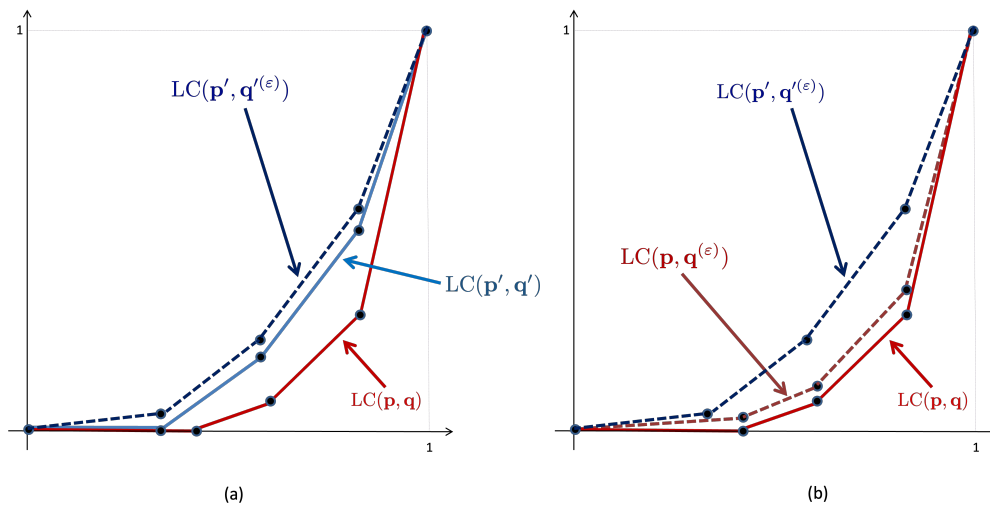 1
LC(p′, q′^(ε))
LC(p′, q′)
LC(p, q)
1
(a)
1
LC(p′, q′^(ε))
LC(p, q^(ε))
LC(p, q)
1
(b)